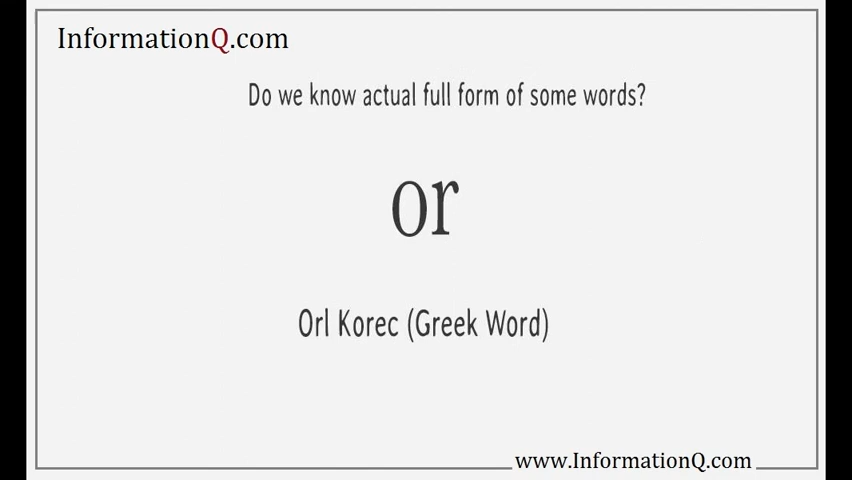 InformationQ.com
Do we know actual full form of some words?
or
Orl Korec (Greek Word)
www.InformationQ.com